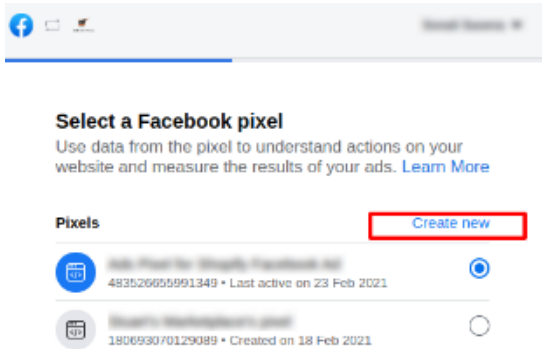 Select a Facebook pixel
Use data from the pixel to understand actions on your
website and measure the results of your ads. Learn More
Pixels Create new
483526655991349 • Last active on 23 Feb 2021
180693070129089 • Created on 18 Feb 2021